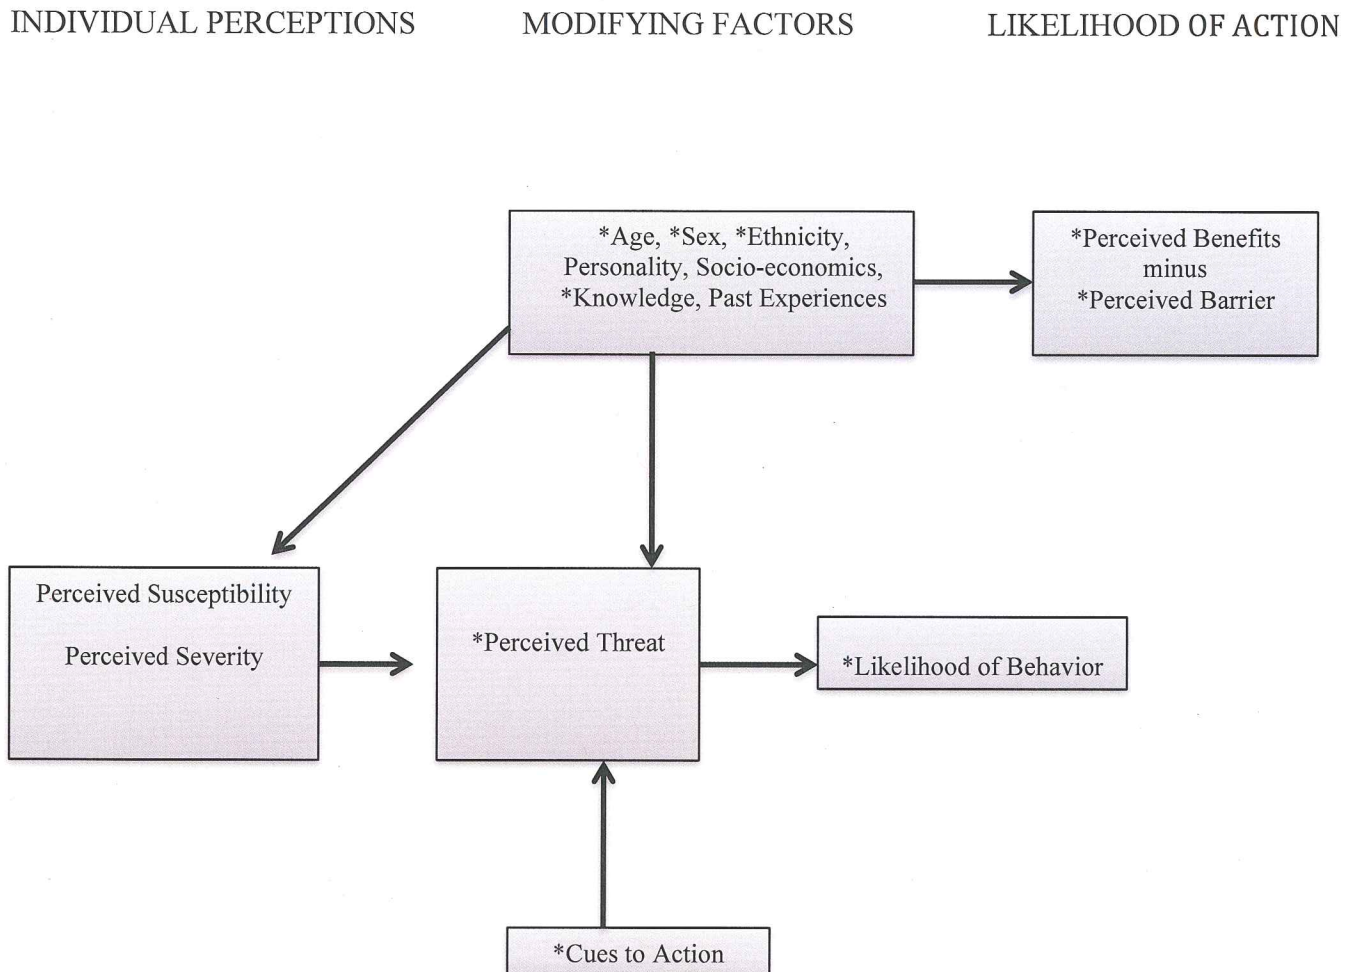 INDIVIDUAL PERCEPTIONS
MODIFYING FACTORS
LIKELIHOOD OF ACTION
*Age, *Sex, *Ethnicity,
Personality, Socio-economics,
*Knowledge, Past Experiences
*Perceived Benefits
minus
*Perceived Barrier
Perceived Susceptibility
Perceived Severity
*Perceived Threat
*Likelihood of Behavior
*Cues to Action